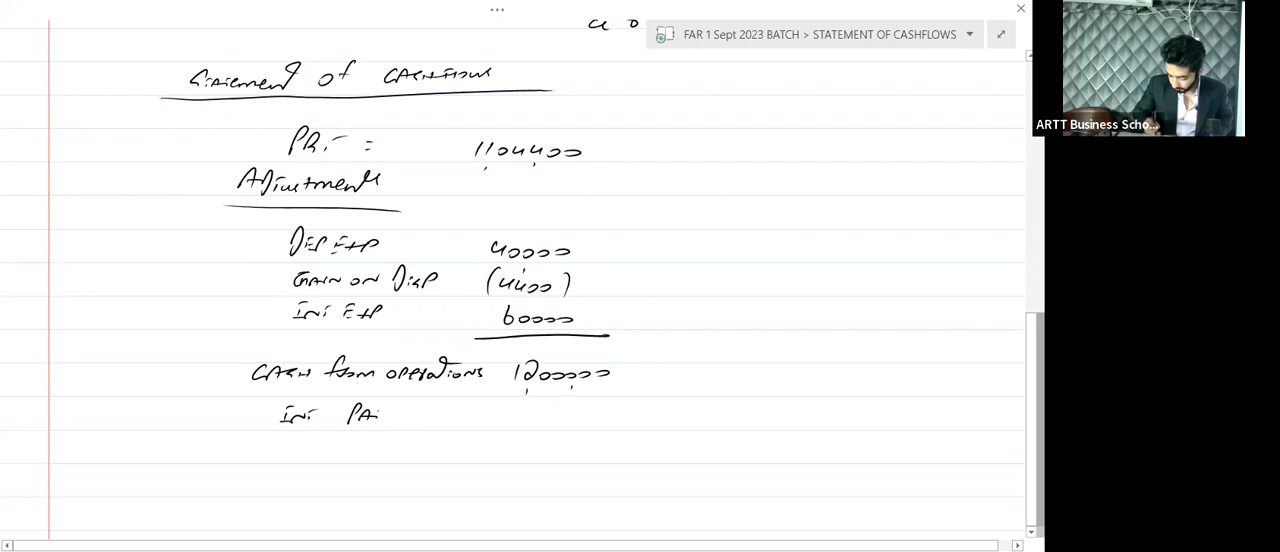 FAR 1 Sept 2023 BATCH > STATEMENT OF CASHFLOWS
ARTT Business Scho...
Statement of CASHFlows
PBT = 1104400
Adjustments
DEP EXP 40000
GAIN ON DISP (4400)
INT EXP 60000
CASH from operations 1200000
INT PAI